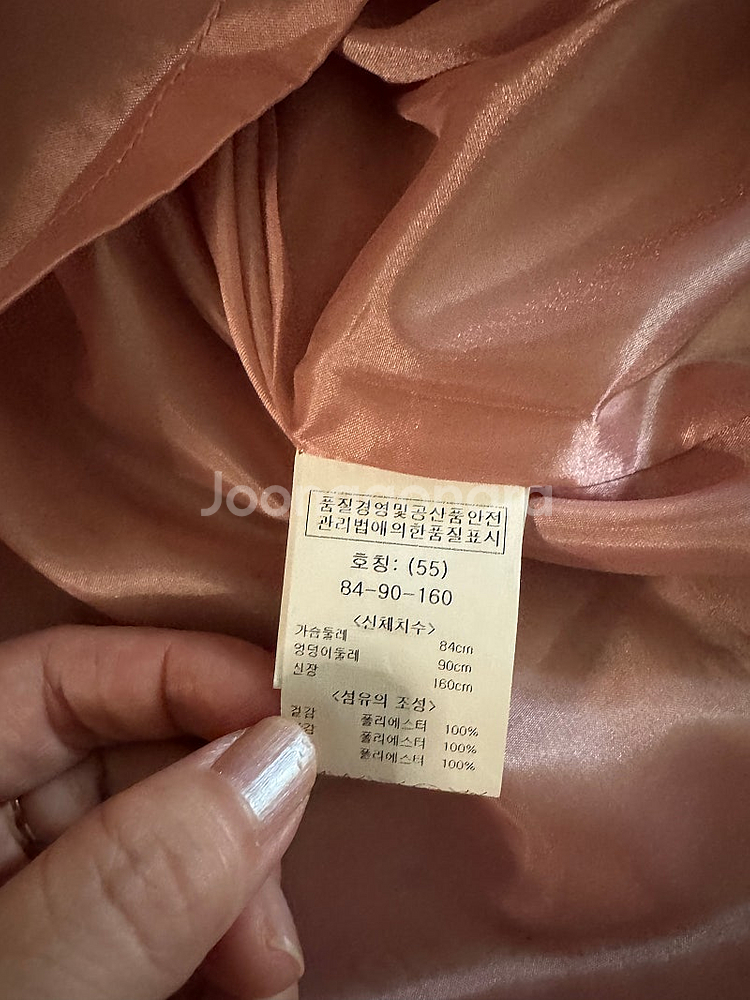 Joonggonara
품질경영및공산품안전
관리법애의한품질표시
호칭: (55)
84-90-160
<신체치수>
가슴둘레 84cm
엉덩이둘레 90cm
신장 160cm
<섬유의 조성>
겉감 폴리에스터 100%
폴리에스터 100%
폴리에스터 100%